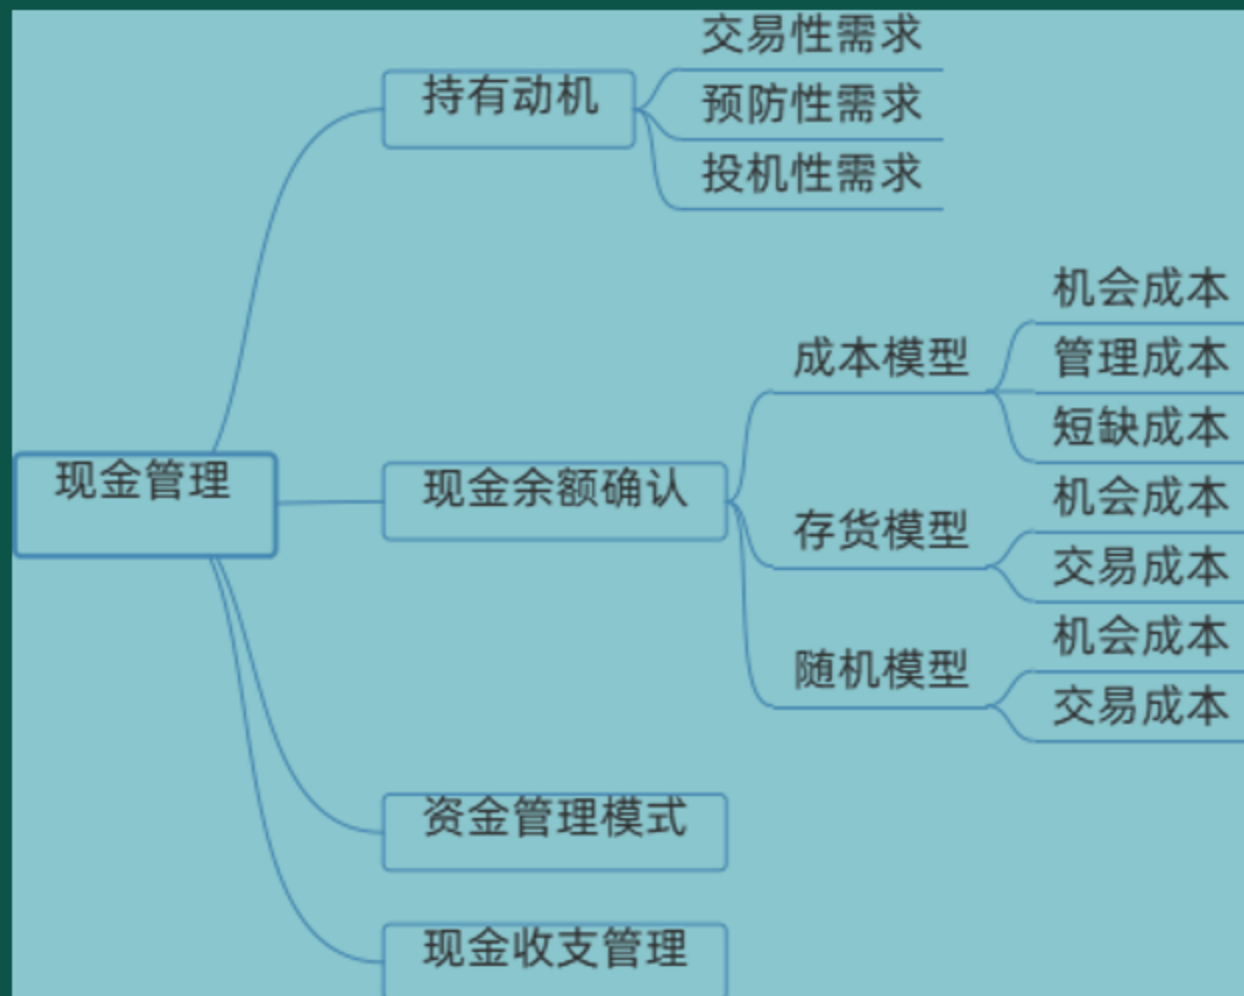 现金管理
持有动机
交易性需求
预防性需求
投机性需求
现金余额确认
成本模型
机会成本
管理成本
短缺成本
存货模型
机会成本
交易成本
随机模型
机会成本
交易成本
资金管理模式
现金收支管理